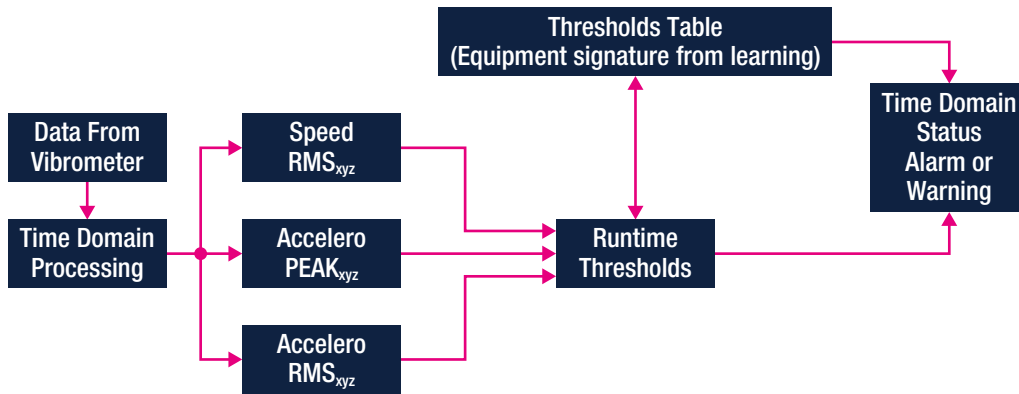 Thresholds Table
(Equipment signature from learning)
Data From
Vibrometer
Speed
RMSxyz
Time Domain
Status
Alarm or
Warning
Time Domain
Processing
Accelero
PEAKxyz
Runtime
Thresholds
Accelero
RMSxyz